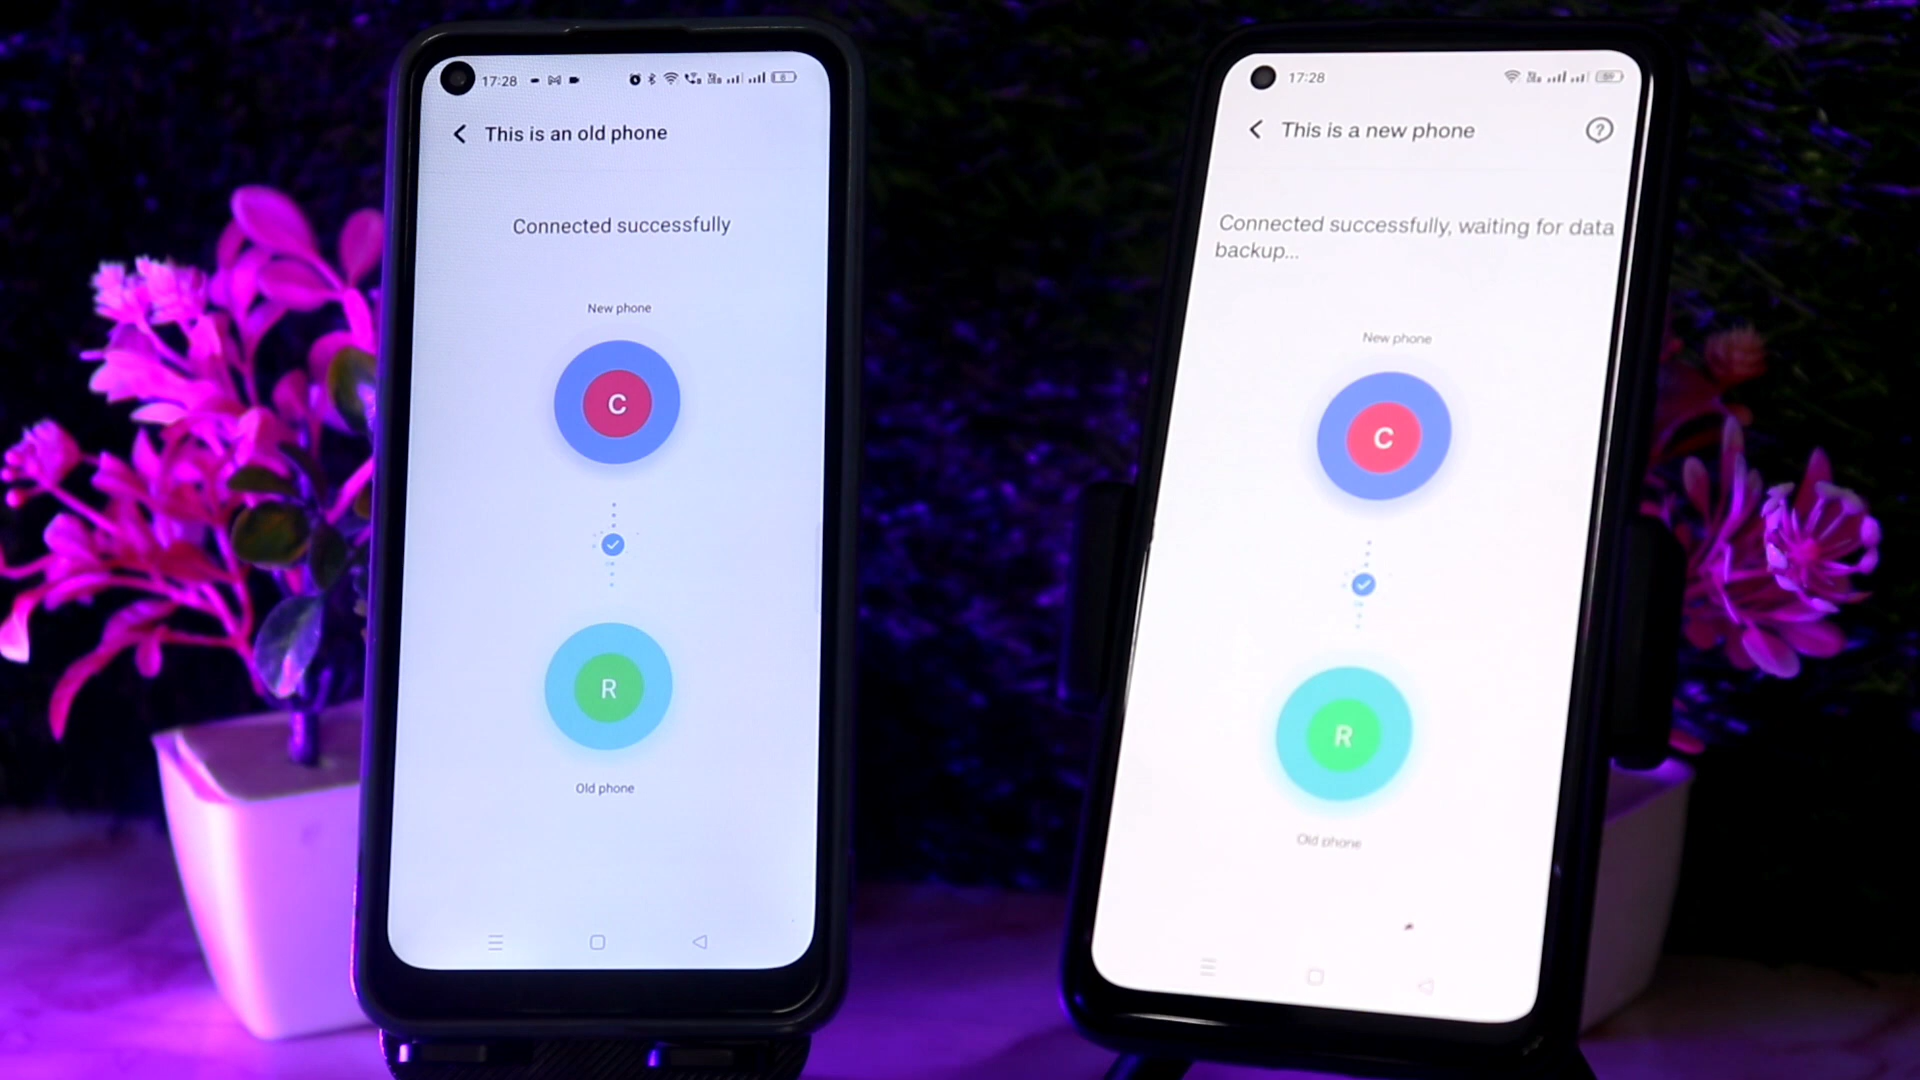 17:28
This is an old phone
Connected successfully
New phone
C
R
Old phone
17:28
This is a new phone
?
Connected successfully, waiting for data
backup...
New phone
C
R
Old phone